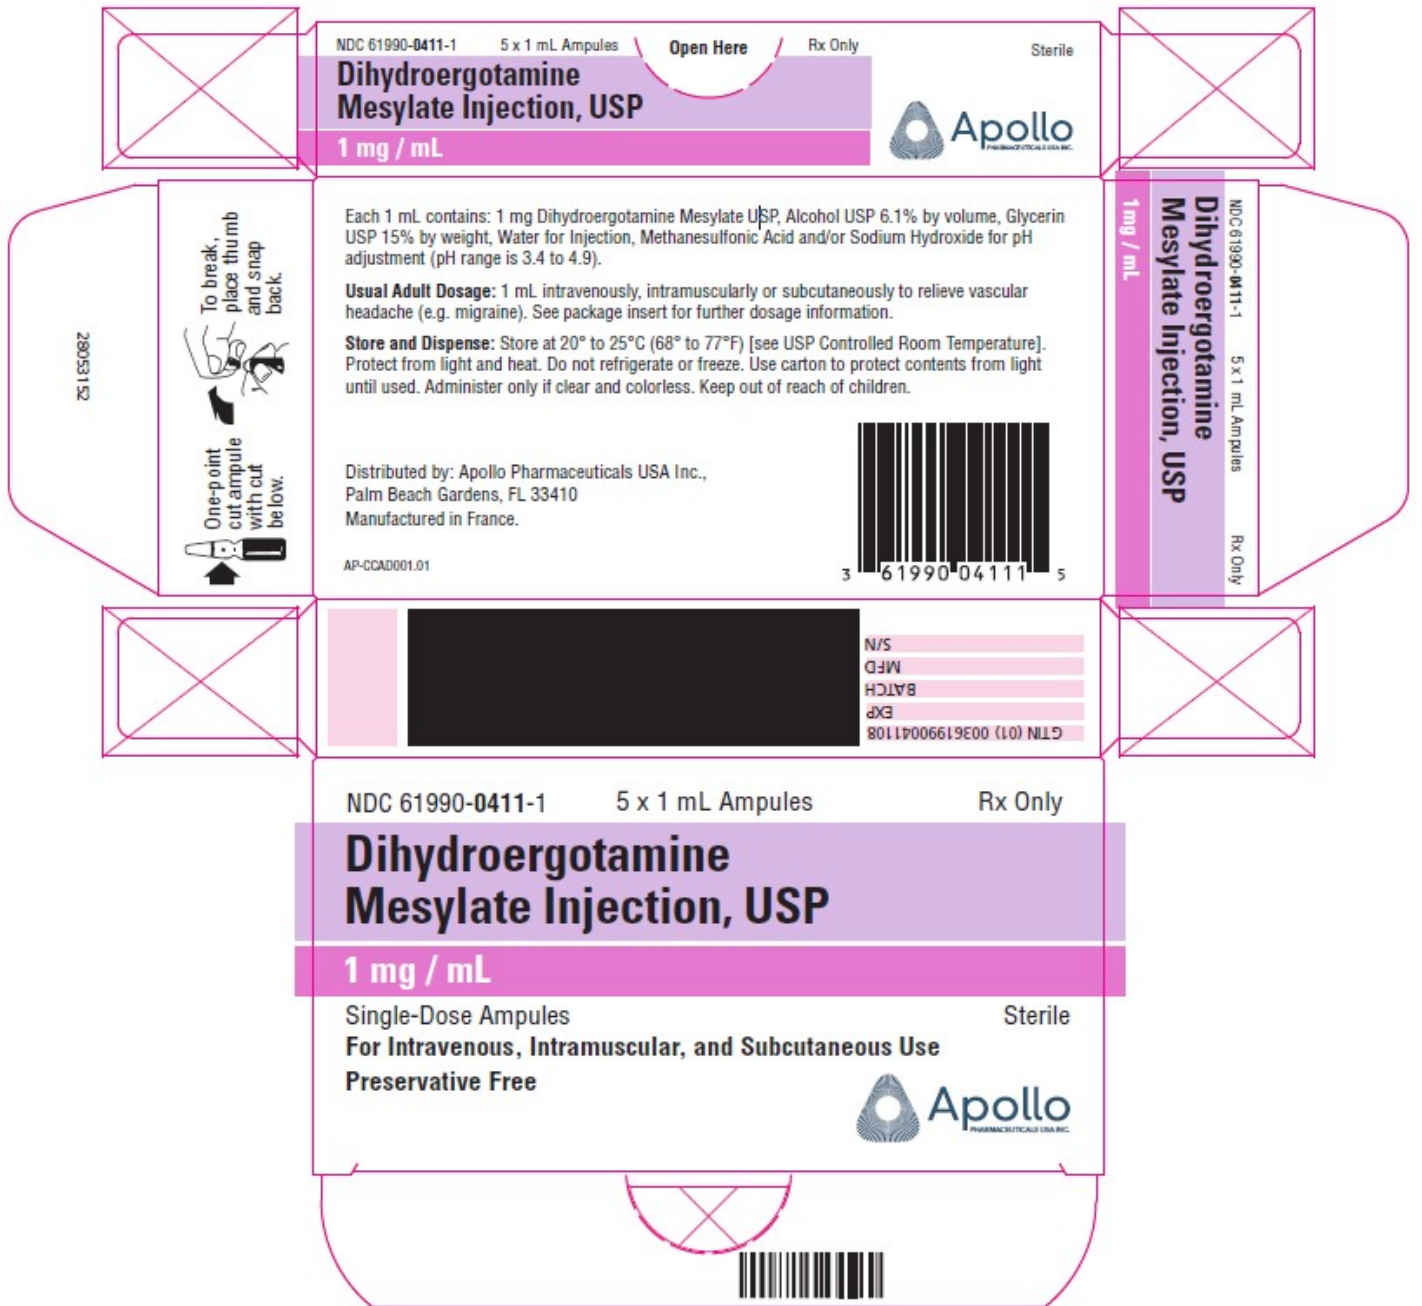 NDC 61990-0411-1 5 x 1 mL Ampules Open Here Rx Only Sterile
Dihydroergotamine
Mesylate Injection, USP
1 mg / mL
Apollo
PHARMACEUTICALS USA INC.
To break,
place thumb
and snap
back.
One-point
cut ampule
with cut
below.
28053152
Each 1 mL contains: 1 mg Dihydroergotamine Mesylate USP, Alcohol USP 6.1% by volume, Glycerin
USP 15% by weight, Water for Injection, Methanesulfonic Acid and/or Sodium Hydroxide for pH
adjustment (pH range is 3.4 to 4.9).
Usual Adult Dosage: 1 mL intravenously, intramuscularly or subcutaneously to relieve vascular
headache (e.g. migraine). See package insert for further dosage information.
Store and Dispense: Store at 20° to 25°C (68° to 77°F) [see USP Controlled Room Temperature].
Protect from light and heat. Do not refrigerate or freeze. Use carton to protect contents from light
until used. Administer only if clear and colorless. Keep out of reach of children.
Distributed by: Apollo Pharmaceuticals USA Inc.,
Palm Beach Gardens, FL 33410
Manufactured in France.
AP-CCAD001.01
3 61990 04111 5
NDC 61990-0411-1 5 x 1 mL Ampules Rx Only
Dihydroergotamine
Mesylate Injection, USP
1 mg / mL
GTIN (01) 00361990041108
EXP
BATCH
MFD
S/N
NDC 61990-0411-1 5 x 1 mL Ampules Rx Only
Dihydroergotamine
Mesylate Injection, USP
1 mg / mL
Single-Dose Ampules Sterile
For Intravenous, Intramuscular, and Subcutaneous Use
Preservative Free
Apollo
PHARMACEUTICALS USA INC.